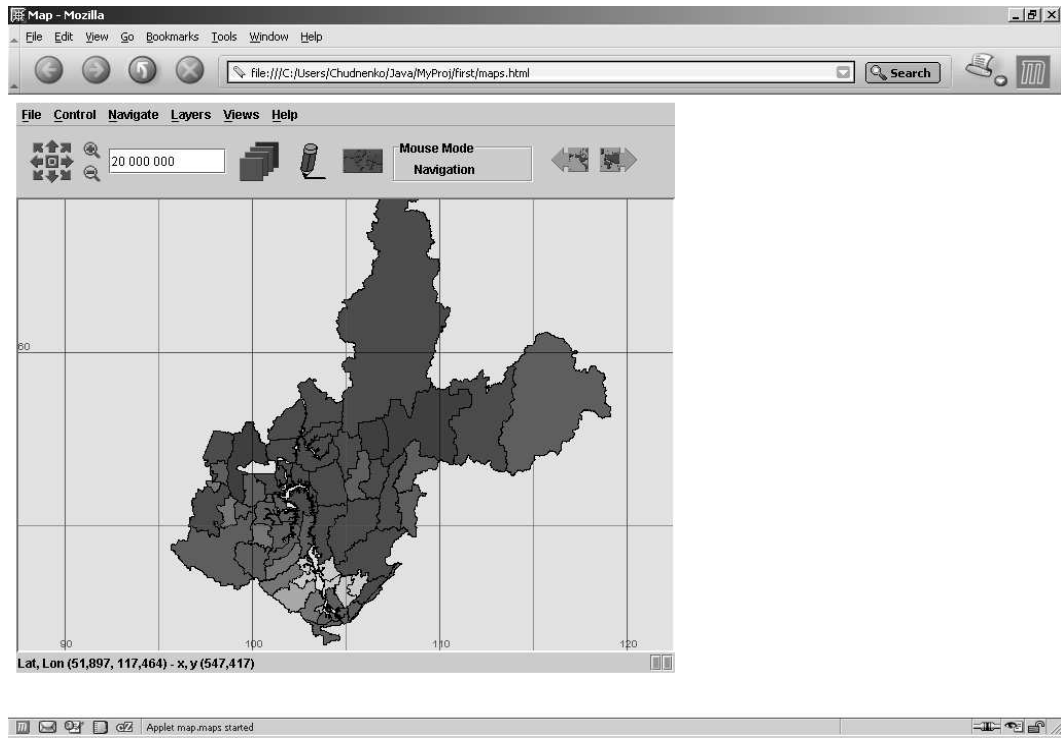 Map - Mozilla
File Edit View Go Bookmarks Tools Window Help
file:///C:/Users/Chudnenko/Java/MyProj/first/maps.html
Search
File Control Navigate Layers Views Help
20 000 000
Mouse Mode
Navigation
60
90 100 110 120
Lat, Lon (51,897, 117,464) - x, y (547,417)
Applet map.maps started